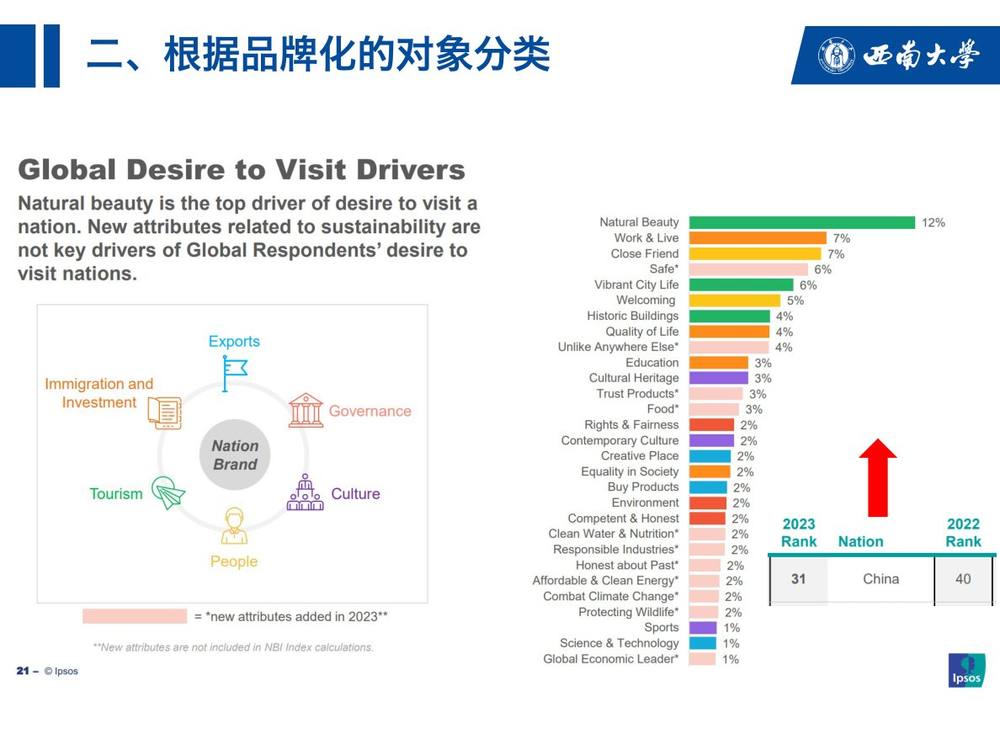 二、根据品牌化的对象分类
西南大学
Global Desire to Visit Drivers
Natural beauty is the top driver of desire to visit a
nation. New attributes related to sustainability are
not key drivers of Global Respondents’ desire to
visit nations.
Exports
Immigration and
Investment
Governance
Nation
Brand
Tourism
Culture
People
= *new attributes added in 2023**
**New attributes are not included in NBI Index calculations.
21 – © Ipsos
Natural Beauty 12%
Work & Live 7%
Close Friend 7%
Safe* 6%
Vibrant City Life 6%
Welcoming 5%
Historic Buildings 4%
Quality of Life 4%
Unlike Anywhere Else* 4%
Education 3%
Cultural Heritage 3%
Trust Products* 3%
Food* 3%
Rights & Fairness 2%
Contemporary Culture 2%
Creative Place 2%
Equality in Society 2%
Buy Products 2%
Environment 2%
Competent & Honest 2%
Clean Water & Nutrition* 2%
Responsible Industries* 2%
Honest about Past* 2%
Affordable & Clean Energy* 2%
Combat Climate Change* 2%
Protecting Wildlife* 2%
Sports 1%
Science & Technology 1%
Global Economic Leader* 1%
2023 Rank Nation 2022 Rank
31 China 40
Ipsos